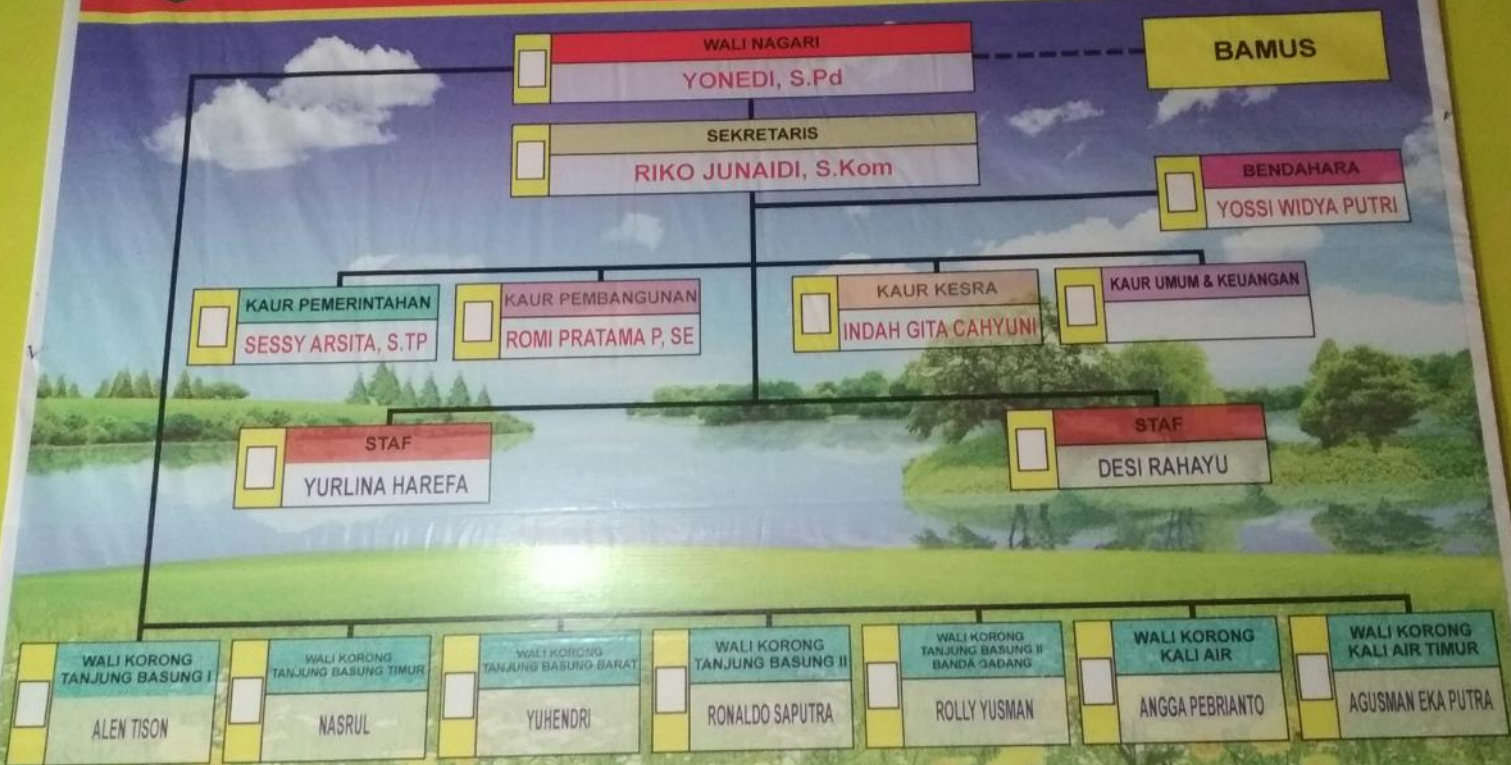 WALI NAGARI
YONEDI, S.Pd
BAMUS
SEKRETARIS
RIKO JUNAIDI, S.Kom
BENDAHARA
YOSSI WIDYA PUTRI
KAUR PEMERINTAHAN
SESSY ARSITA, S.TP
KAUR PEMBANGUNAN
ROMI PRATAMA P, SE
KAUR KESRA
INDAH GITA CAHYUNI
KAUR UMUM & KEUANGAN
STAF
YURLINA HAREFA
STAF
DESI RAHAYU
WALI KORONG
TANJUNG BASUNG I
ALEN TISON
WALI KORONG
TANJUNG BASUNG TIMUR
NASRUL
WALI KORONG
TANJUNG BASUNG BARAT
YUHENDRI
WALI KORONG
TANJUNG BASUNG II
RONALDO SAPUTRA
WALI KORONG
TANJUNG BASUNG II
BANDA GADANG
ROLLY YUSMAN
WALI KORONG
KALI AIR
ANGGA PEBRIANTO
WALI KORONG
KALI AIR TIMUR
AGUSMAN EKA PUTRA